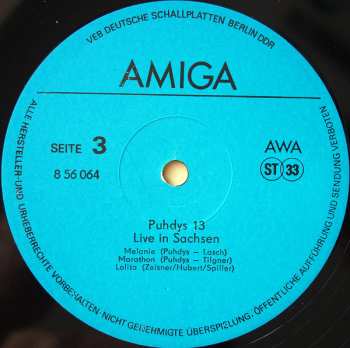 VEB DEUTSCHE SCHALLPLATTEN BERLIN DDR
AMIGA
SEITE 3
AWA
8 56 064
ST 33
Puhdys 13
Live in Sachsen
Melanie (Puhdys — Lasch)
Marathon (Puhdys — Tilgner)
Lolita (Zeisner/Hubert/Spiller)
ALLE HERSTELLER- UND URHEBERRECHTE VORBEHALTEN· NICHT GENEHMIGTE ÜBERSPIELUNG, ÖFFENTLICHE AUFFÜHRUNG UND SENDUNG VERBOTEN